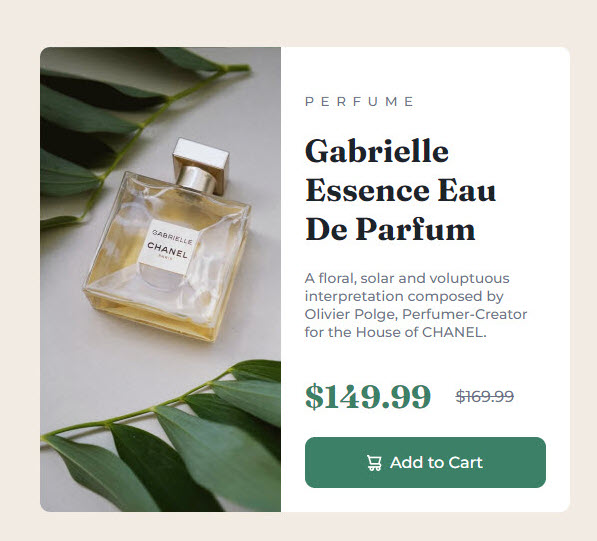 PERFUME
Gabrielle
Essence Eau
De Parfum
A floral, solar and voluptuous
interpretation composed by
Olivier Polge, Perfumer-Creator
for the House of CHANEL.
$149.99 $169.99
Add to Cart
GABRIELLE
CHANEL
PARIS